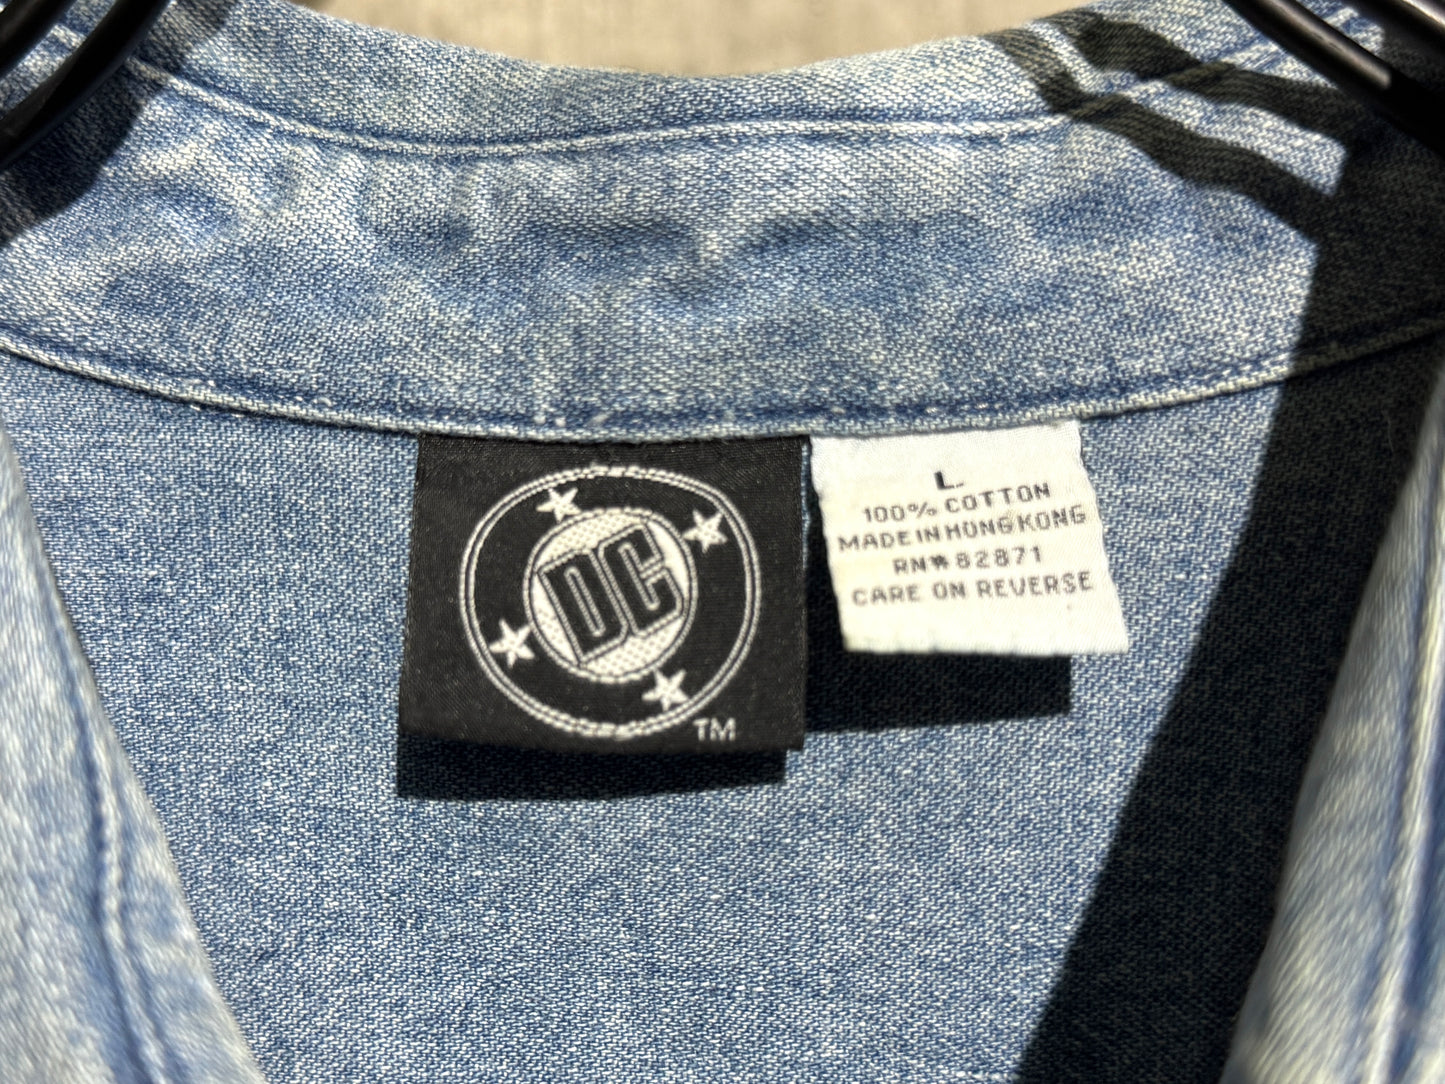 DC
TM
L
100% COTTON
MADE IN HONG KONG
RN# 82871
CARE ON REVERSE